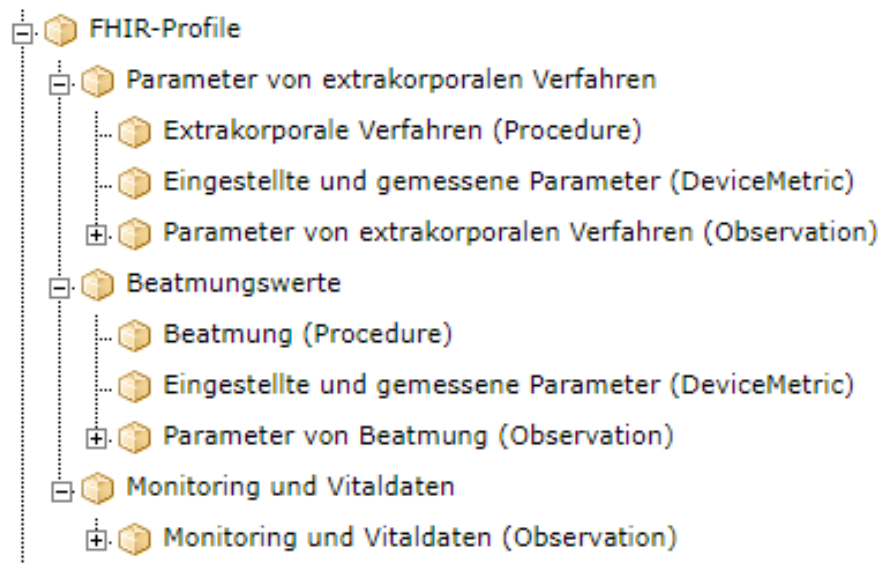 FHIR-Profile
Parameter von extrakorporalen Verfahren
Extrakorporale Verfahren (Procedure)
Eingestellte und gemessene Parameter (DeviceMetric)
Parameter von extrakorporalen Verfahren (Observation)
Beatmungswerte
Beatmung (Procedure)
Eingestellte und gemessene Parameter (DeviceMetric)
Parameter von Beatmung (Observation)
Monitoring und Vitaldaten
Monitoring und Vitaldaten (Observation)